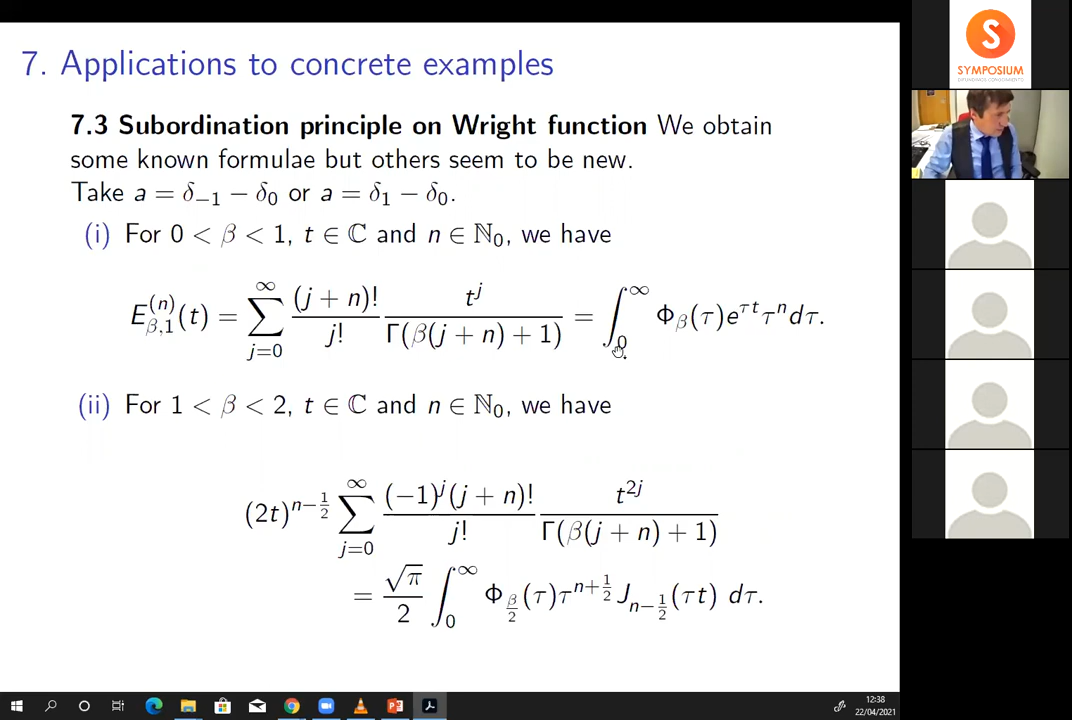 7. Applications to concrete examples
7.3 Subordination principle on Wright function We obtain
some known formulae but others seem to be new.
Take a = δ₋₁ − δ₀ or a = δ₁ − δ₀.
(i) For 0 < β < 1, t ∈ ℂ and n ∈ ℕ₀, we have
E_{β,1}^{(n)}(t) = ∑_{j=0}^{∞} (j + n)!/j! t^j/Γ(β(j + n) + 1) = ∫_0^∞ Φ_β(τ)e^{τt}τ^n dτ.
(ii) For 1 < β < 2, t ∈ ℂ and n ∈ ℕ₀, we have
(2t)^{n−1/2} ∑_{j=0}^{∞} (−1)^j(j + n)!/j! t^{2j}/Γ(β(j + n) + 1)
= √π/2 ∫_0^∞ Φ_{β/2}(τ)τ^{n+1/2} J_{n−1/2}(τt) dτ.
S
SYMPOSIUM
12:38
22/04/2021